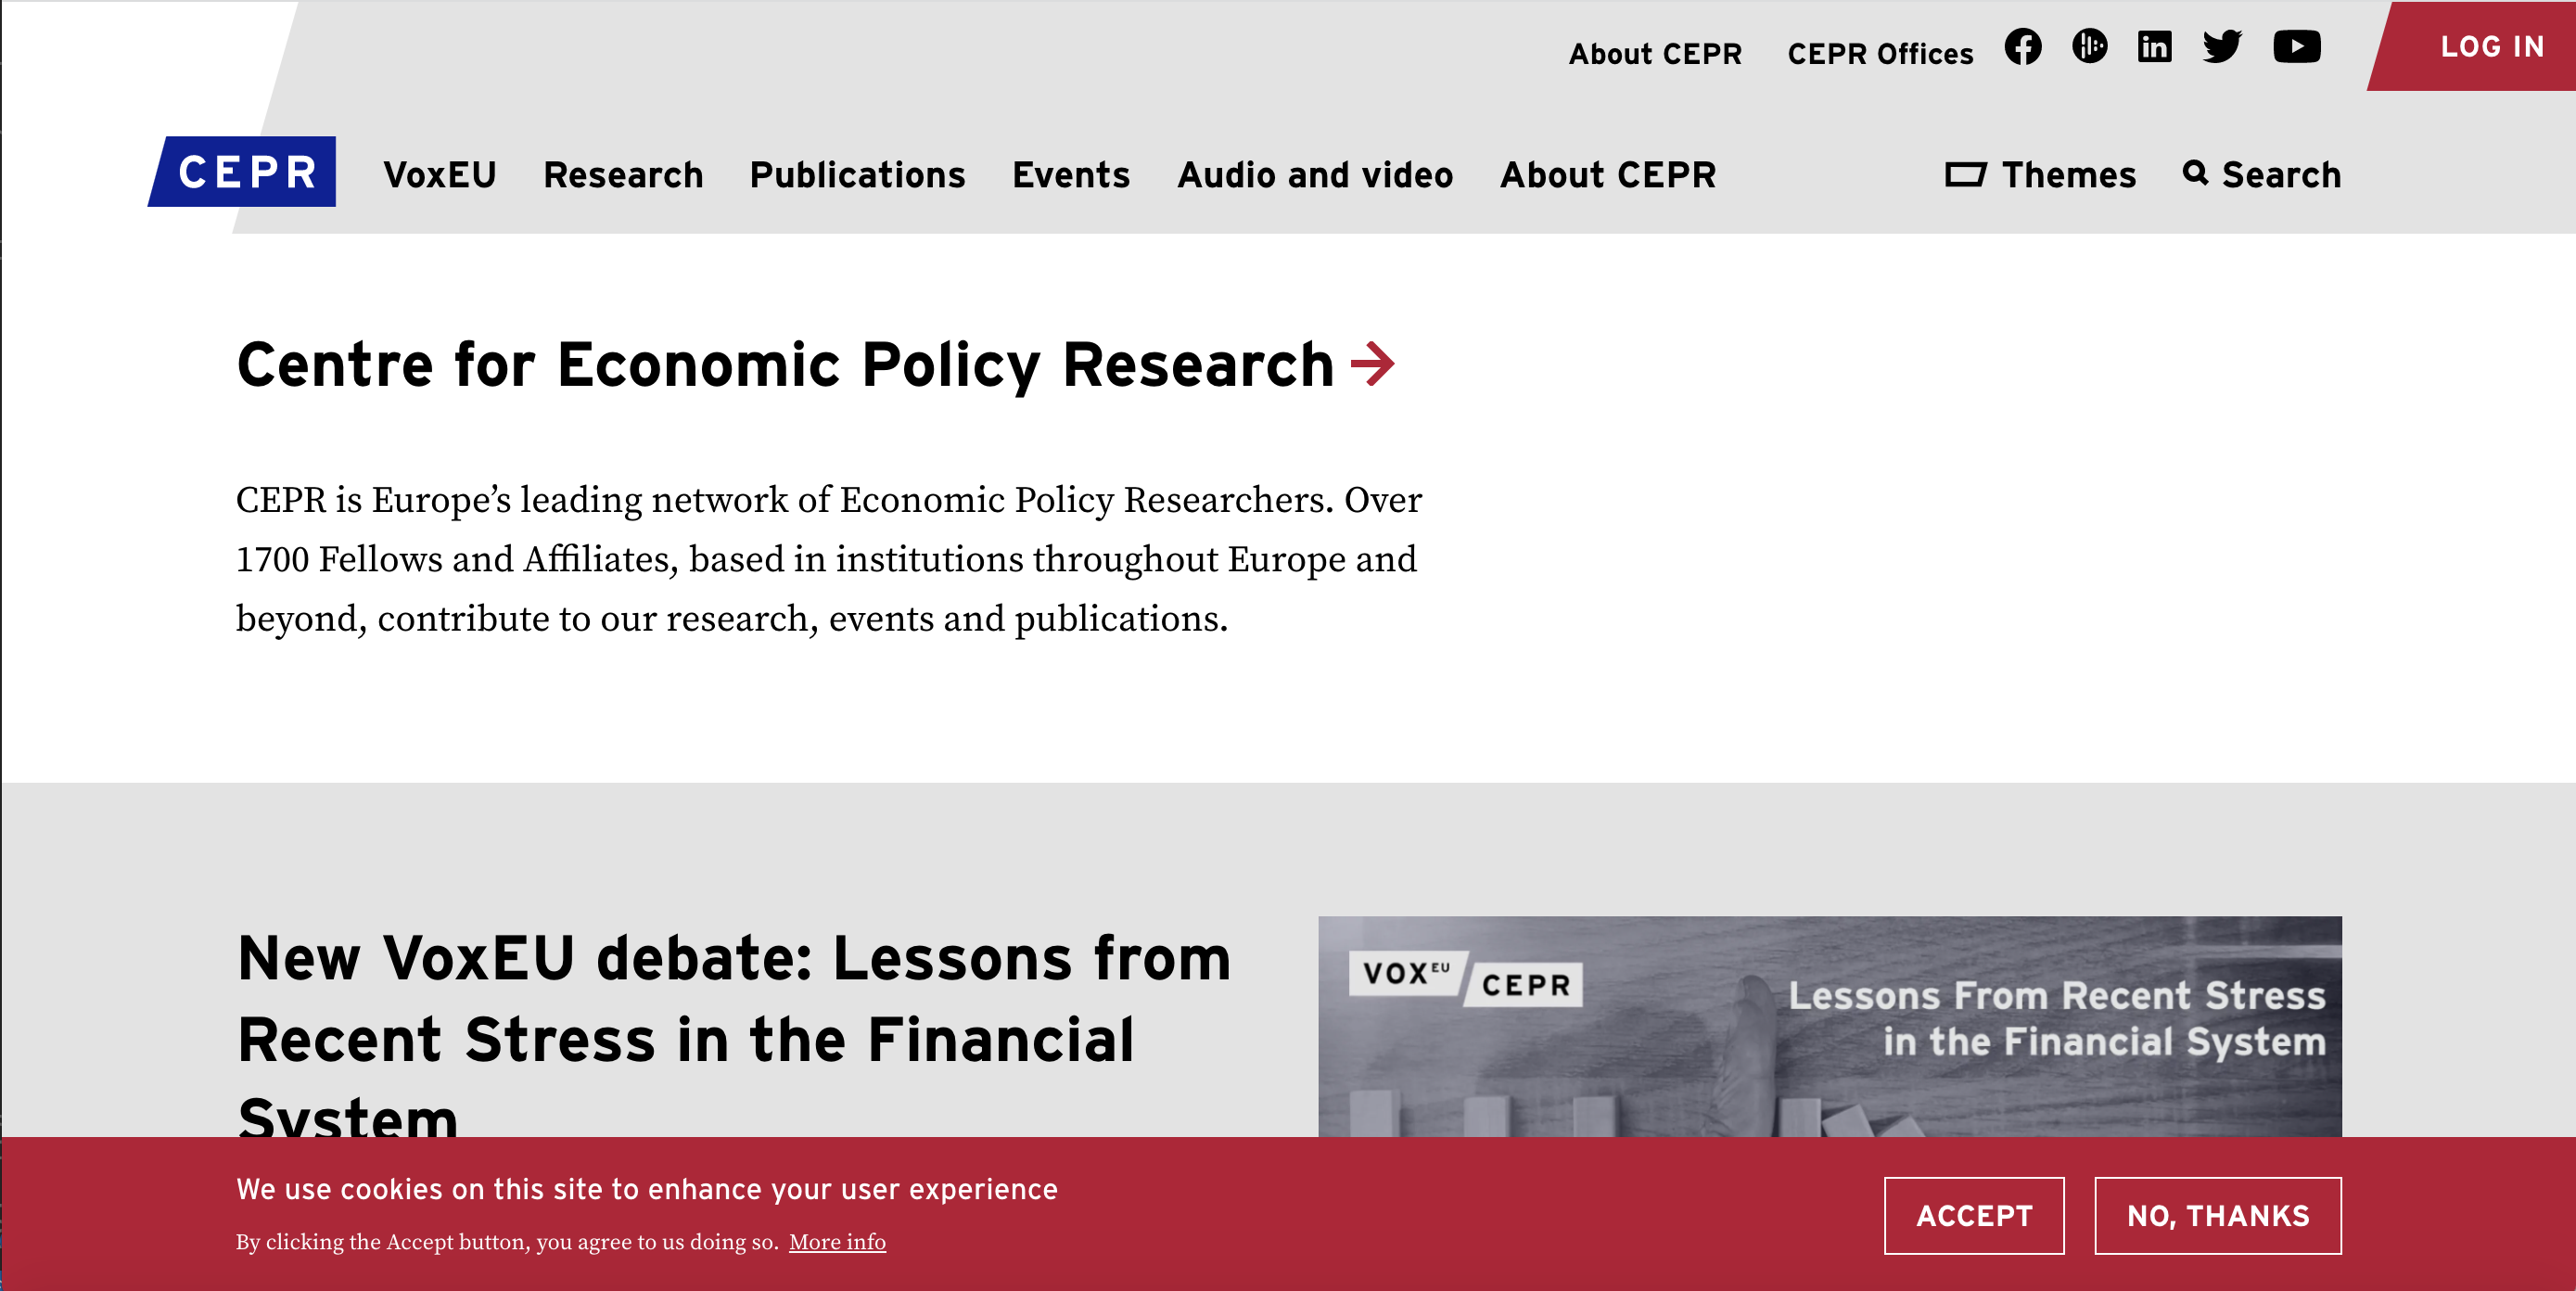 About CEPR CEPR Offices LOG IN
CEPR VoxEU Research Publications Events Audio and video About CEPR Themes Search
Centre for Economic Policy Research
CEPR is Europe’s leading network of Economic Policy Researchers. Over
1700 Fellows and Affiliates, based in institutions throughout Europe and
beyond, contribute to our research, events and publications.
New VoxEU debate: Lessons from
Recent Stress in the Financial
System
VOX EU CEPR
Lessons From Recent Stress
in the Financial System
We use cookies on this site to enhance your user experience
By clicking the Accept button, you agree to us doing so. More info
ACCEPT NO, THANKS